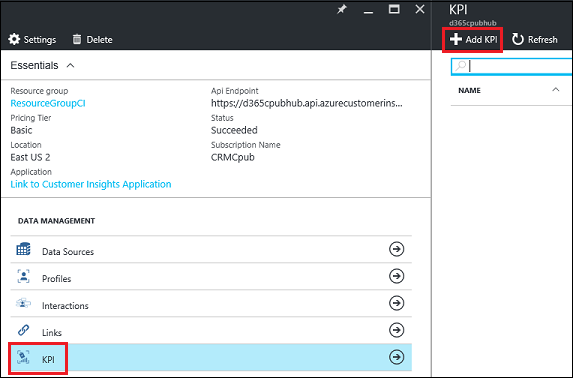 Settings Delete
Essentials
Resource group
ResourceGroupCI
Pricing Tier
Basic
Location
East US 2
Application
Link to Customer Insights Application
Api Endpoint
https://d365cpubhub.api.azurecustomerins...
Status
Succeeded
Subscription Name
CRMCpub
DATA MANAGEMENT
Data Sources
Profiles
Interactions
Links
KPI
KPI
d365cpubhub
Add KPI Refresh
NAME